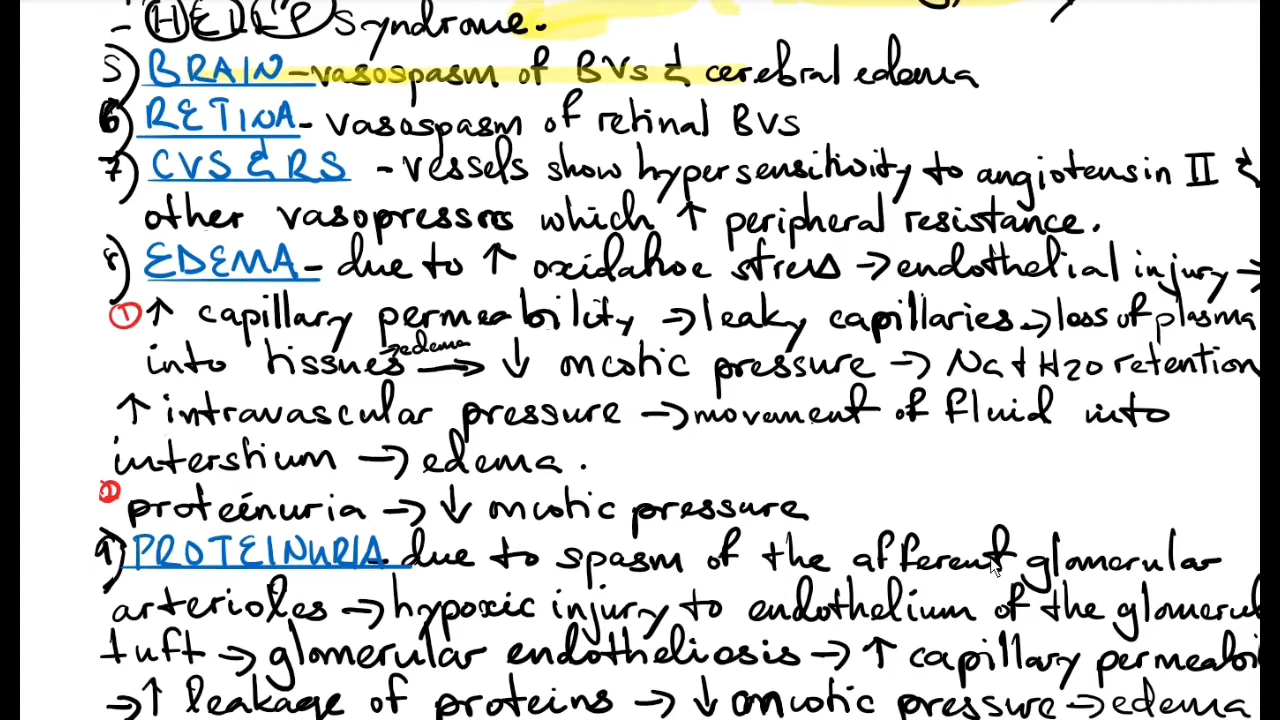 - HELLP Syndrome.
5) BRAIN - vasospasm of BVs & cerebral edema
6) RETINA - vasospasm of retinal BVs
7) CVS & RS - vessels show hypersensitivity to angiotensin II &
other vasopressors which ↑ peripheral resistance.
8) EDEMA - due to ↑ oxidative stress → endothelial injury →
① ↑ capillary permeability → leaky capillaries → loss of plasma
into tissues → edema → ↓ oncotic pressure → Na + H2O retention
↑ intravascular pressure → movement of fluid into
interstium → edema.
② proteinuria → ↓ oncotic pressure
9) PROTEINURIA - due to spasm of the afferent glomerular
arterioles → hypoxic injury to endothelium of the glomerul
tuft → glomerular endotheliosis → ↑ capillary permeabi
→ ↑ leakage of proteins → ↓ oncotic pressure → edema